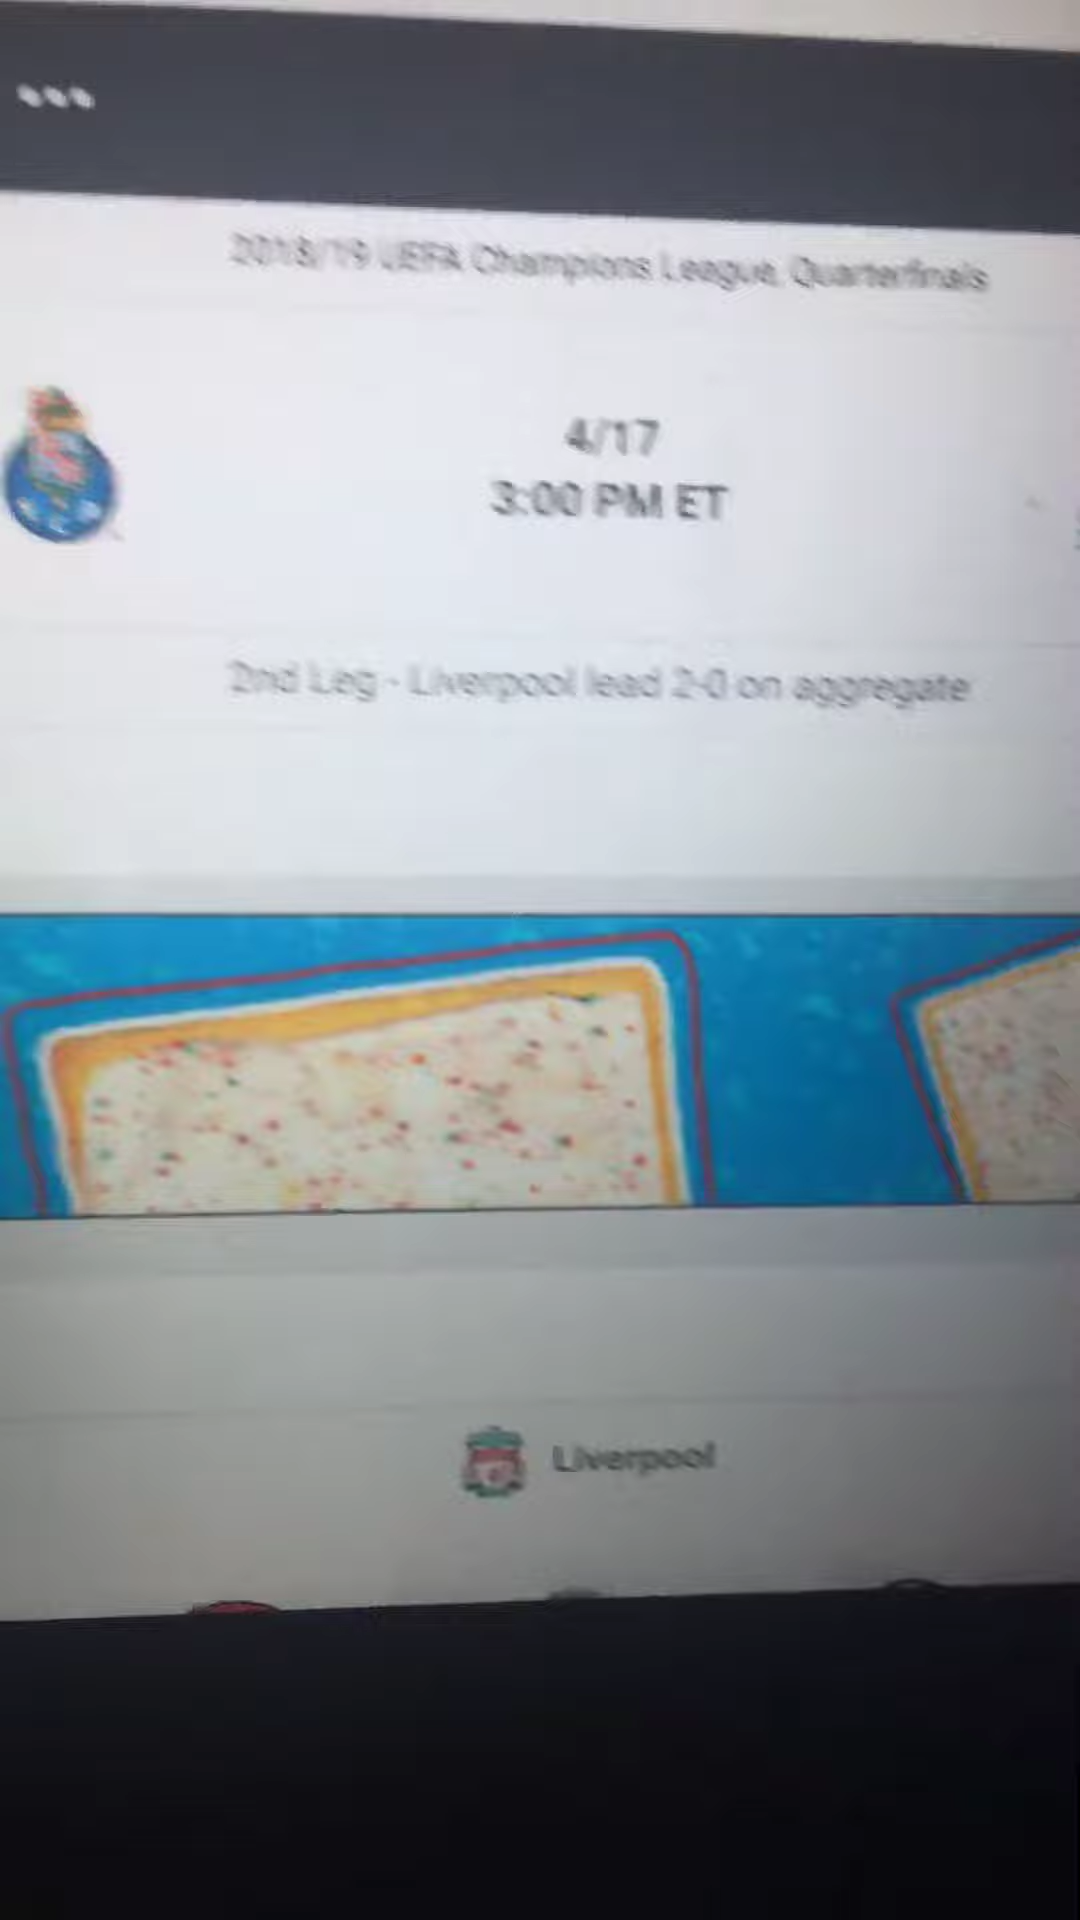 2018/19 UEFA Champions League, Quarterfinals
4/17
3:00 PM ET
2nd Leg - Liverpool lead 2-0 on aggregate
Liverpool